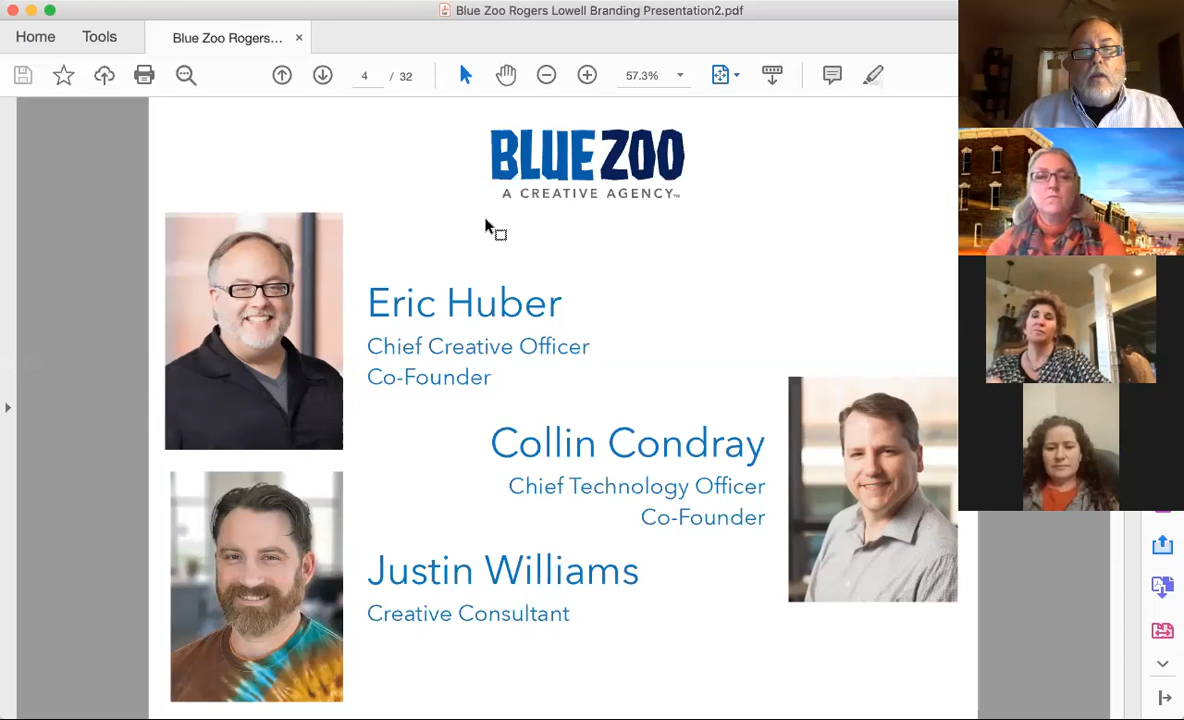 Blue Zoo Rogers Lowell Branding Presentation2.pdf
Home
Tools
Blue Zoo Rogers... ×
4 / 32
57.3%
BLUE ZOO
A CREATIVE AGENCY™
Eric Huber
Chief Creative Officer
Co-Founder
Collin Condray
Chief Technology Officer
Co-Founder
Justin Williams
Creative Consultant